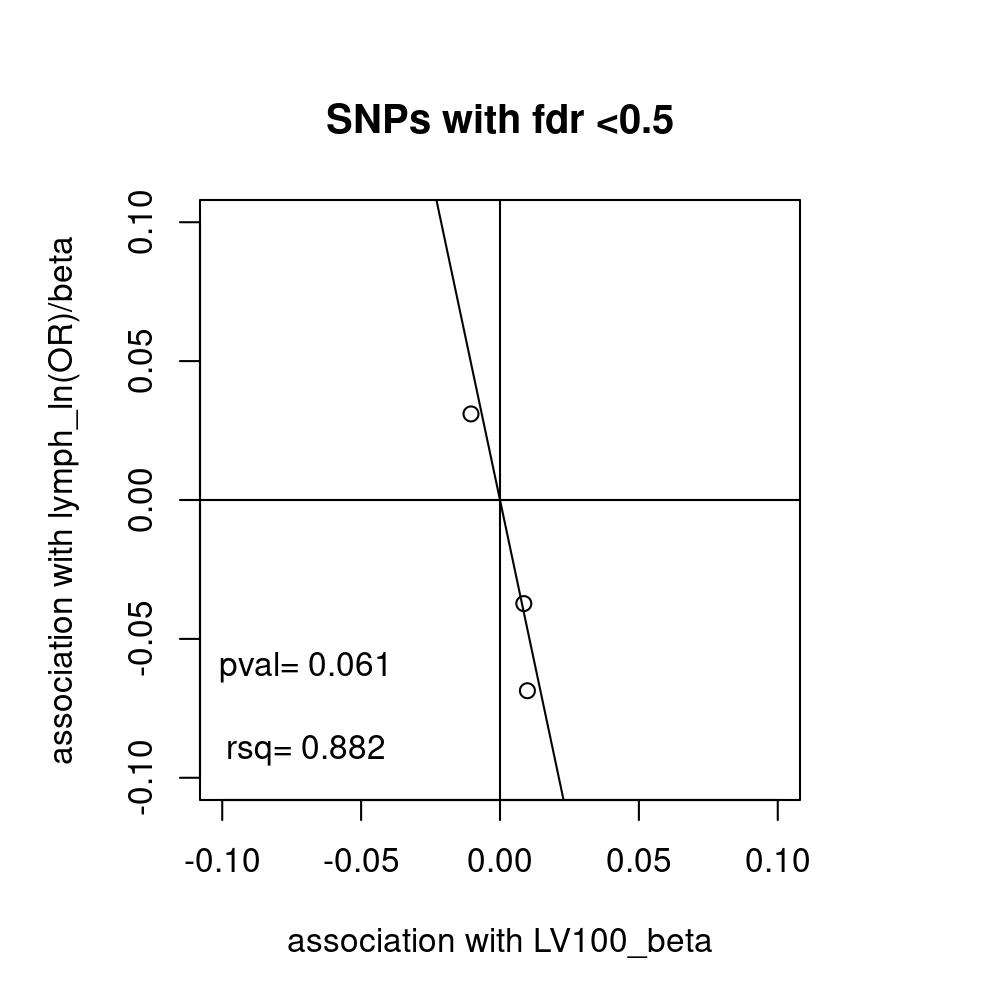 SNPs with fdr <0.5
association with lymph_ln(OR)/beta
0.10
0.05
0.00
-0.05
-0.10
pval= 0.061
rsq= 0.882
-0.10 -0.05 0.00 0.05 0.10
association with LV100_beta